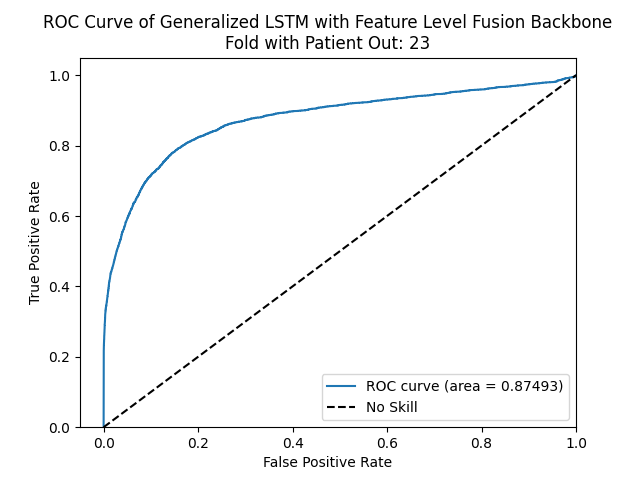 ROC Curve of Generalized LSTM with Feature Level Fusion Backbone
Fold with Patient Out: 23
True Positive Rate
1.0
0.8
0.6
0.4
0.2
0.0
ROC curve (area = 0.87493)
No Skill
0.0 0.2 0.4 0.6 0.8 1.0
False Positive Rate